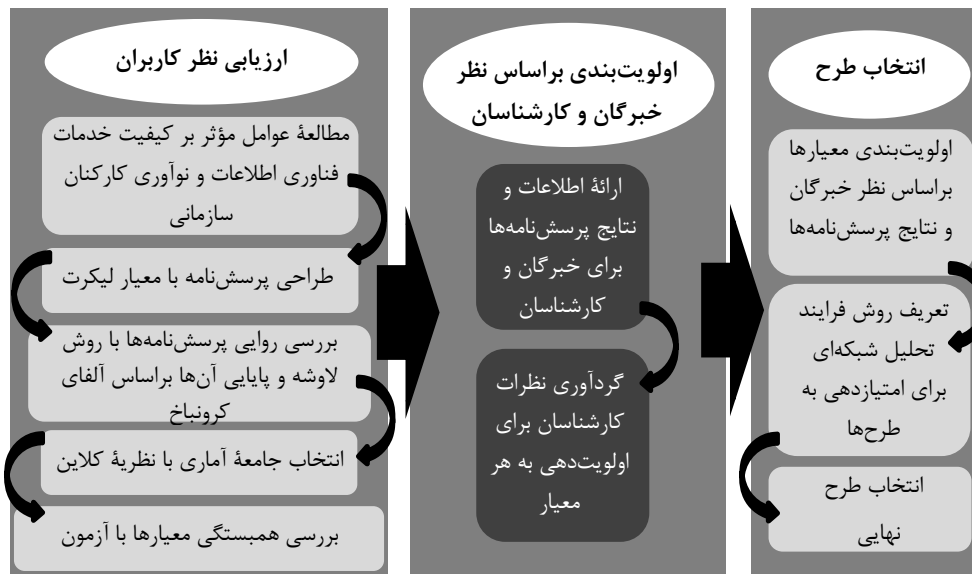 ارزیابی نظر کاربران
مطالعهٔ عوامل مؤثر بر کیفیت خدمات
فناوری اطلاعات و نوآوری کارکنان
سازمانی
طراحی پرسش‌نامه با معیار لیکرت
بررسی روایی پرسش‌نامه‌ها با روش
لاوشه و پایایی آن‌ها براساس آلفای
کرونباخ
انتخاب جامعهٔ آماری با نظریهٔ کلاین
بررسی همبستگی معیارها با آزمون
اولویت‌بندی براساس نظر
خبرگان و کارشناسان
ارائهٔ اطلاعات و
نتایج پرسش‌نامه‌ها
برای خبرگان و
کارشناسان
گردآوری نظرات
کارشناسان برای
اولویت‌دهی به هر
معیار
انتخاب طرح
اولویت‌بندی معیارها
براساس نظر خبرگان
و نتایج پرسش‌نامه‌ها
تعریف روش فرایند
تحلیل شبکه‌ای
برای امتیازدهی به
طرح‌ها
انتخاب طرح
نهایی